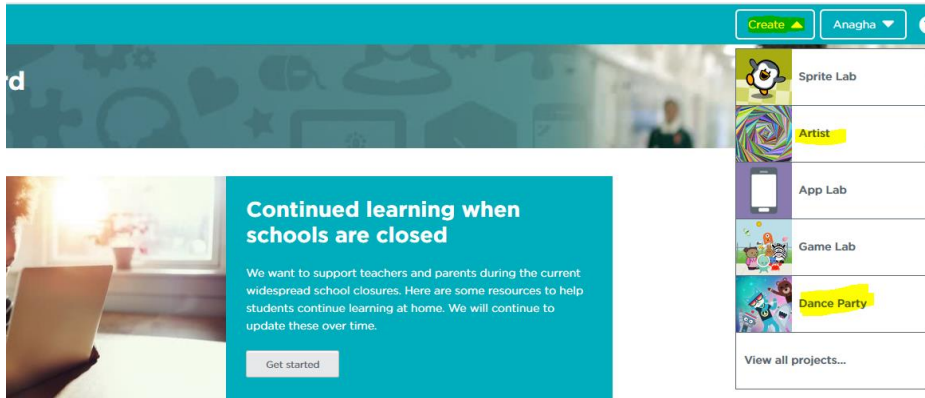 Create ▲ Anagha ▼
rd
Sprite Lab
Artist
App Lab
Game Lab
Dance Party
View all projects...
Continued learning when
schools are closed
We want to support teachers and parents during the current
widespread school closures. Here are some resources to help
students continue learning at home. We will continue to
update these over time.
Get started